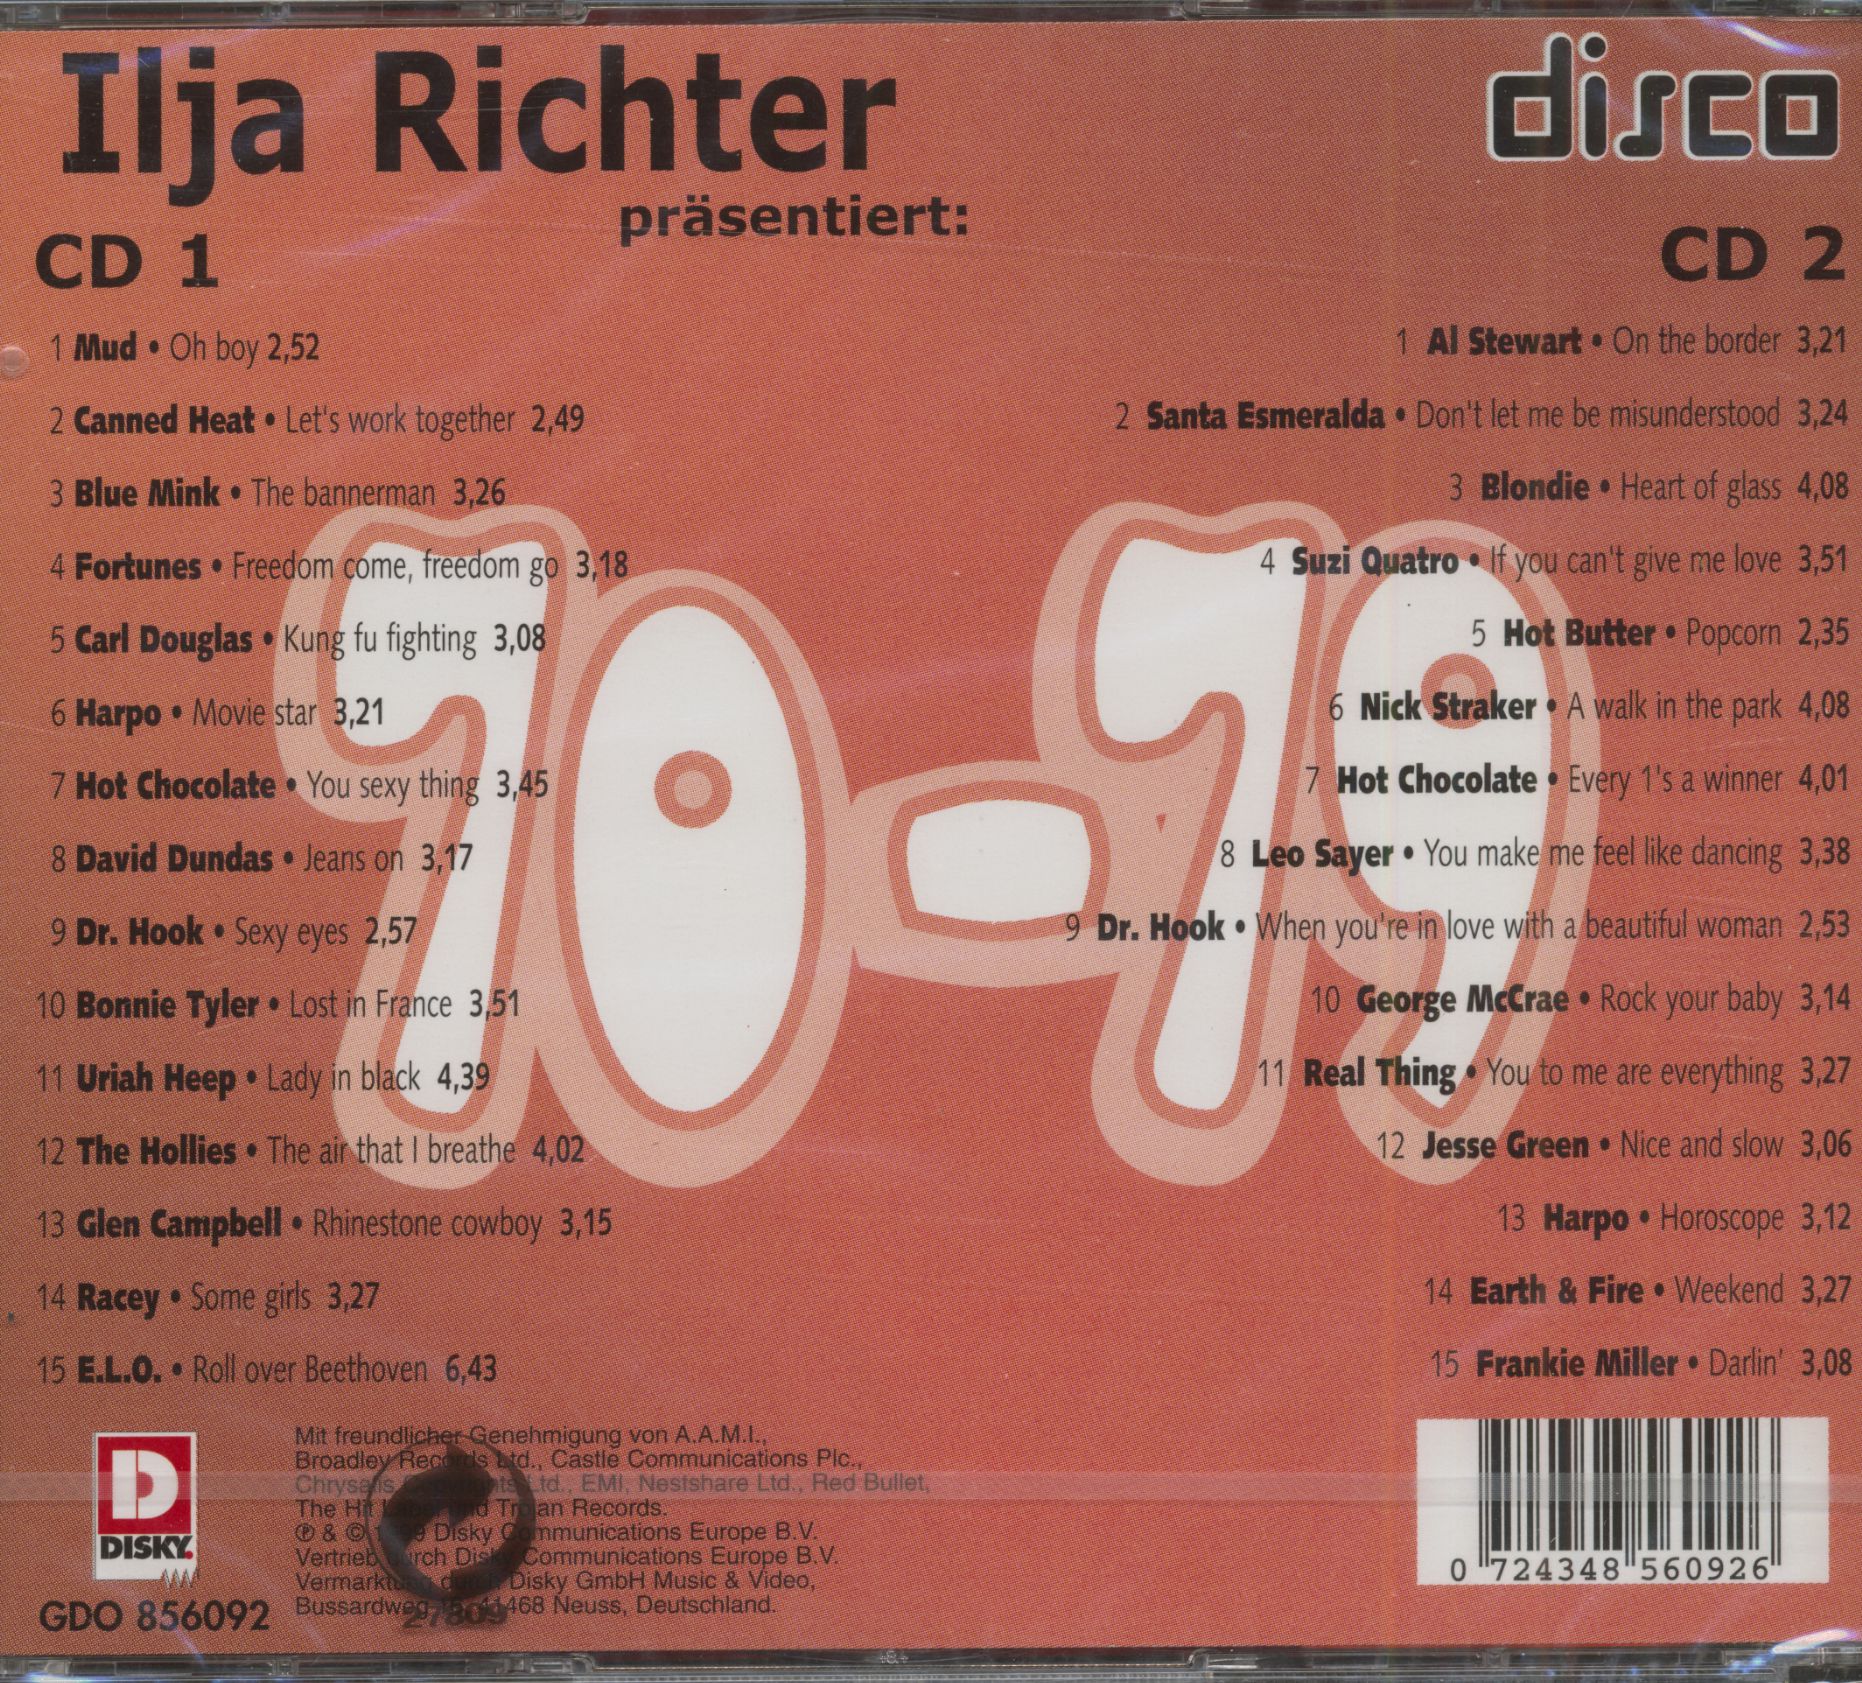 Ilja Richter
präsentiert:
disco
CD 1
1 Mud • Oh boy 2,52
2 Canned Heat • Let's work together 2,49
3 Blue Mink • The bannerman 3,26
4 Fortunes • Freedom come, freedom go 3,18
5 Carl Douglas • Kung fu fighting 3,08
6 Harpo • Movie star 3,21
7 Hot Chocolate • You sexy thing 3,45
8 David Dundas • Jeans on 3,17
9 Dr. Hook • Sexy eyes 2,57
10 Bonnie Tyler • Lost in France 3,51
11 Uriah Heep • Lady in black 4,39
12 The Hollies • The air that I breathe 4,02
13 Glen Campbell • Rhinestone cowboy 3,15
14 Racey • Some girls 3,27
15 E.L.O. • Roll over Beethoven 6,43
70-79
CD 2
1 Al Stewart • On the border 3,21
2 Santa Esmeralda • Don't let me be misunderstood 3,24
3 Blondie • Heart of glass 4,08
4 Suzi Quatro • If you can't give me love 3,51
5 Hot Butter • Popcorn 2,35
6 Nick Straker • A walk in the park 4,08
7 Hot Chocolate • Every 1's a winner 4,01
8 Leo Sayer • You make me feel like dancing 3,38
9 Dr. Hook • When you're in love with a beautiful woman 2,53
10 George McCrae • Rock your baby 3,14
11 Real Thing • You to me are everything 3,27
12 Jesse Green • Nice and slow 3,06
13 Harpo • Horoscope 3,12
14 Earth & Fire • Weekend 3,27
15 Frankie Miller • Darlin' 3,08
D
DISKY.
GDO 856092
Mit freundlicher Genehmigung von A.A.M.I.,
Broadley Records Ltd., Castle Communications Plc.,
Chrysalis Copyrights Ltd., EMI, Nestshare Ltd., Red Bullet,
The Hit Label und Trojan Records.
℗ & © 1999 Disky Communications Europe B.V.
Vertrieb durch Disky Communications Europe B.V.
Vermarktung durch Disky GmbH Music & Video,
Bussardweg 41468 Neuss, Deutschland.
27809
0 724348 560926